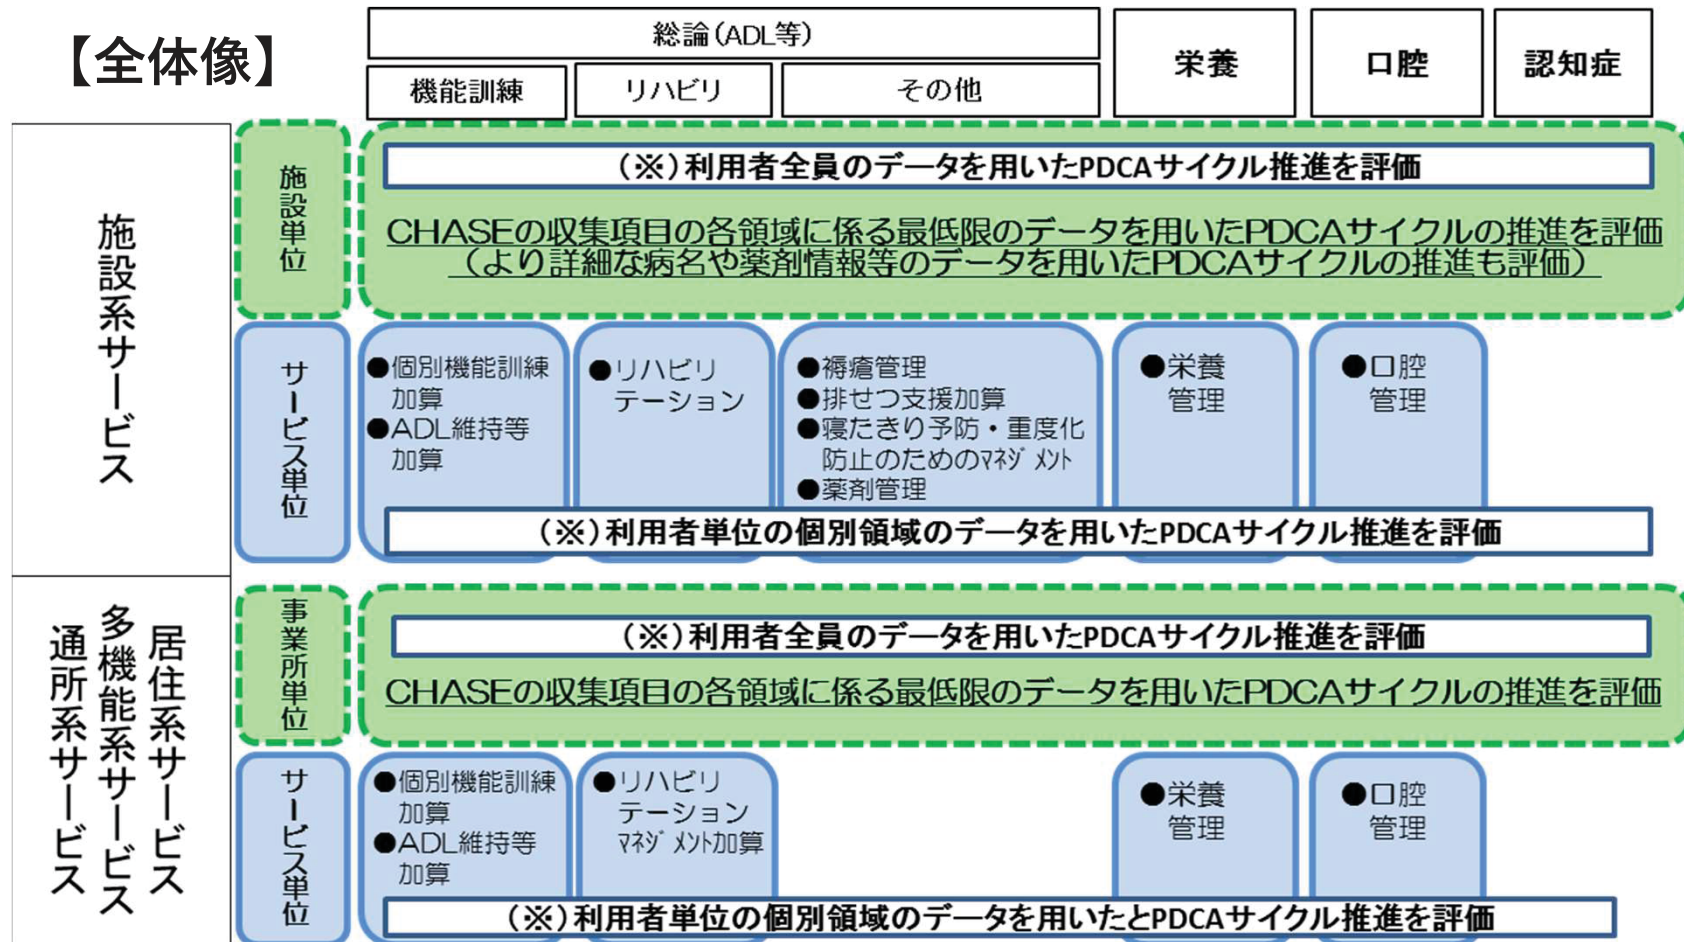 【全体像】
総論(ADL等)
機能訓練
リハビリ
その他
栄養
口腔
認知症
施設系サービス
施設単位
(※)利用者全員のデータを用いたPDCAサイクル推進を評価
CHASEの収集項目の各領域に係る最低限のデータを用いたPDCAサイクルの推進を評価
(より詳細な病名や薬剤情報等のデータを用いたPDCAサイクルの推進も評価)
サービス単位
●個別機能訓練
加算
●ADL維持等
加算
●リハビリ
テーション
●褥瘡管理
●排せつ支援加算
●寝たきり予防・重度化
防止のためのﾏﾈｼﾞﾒﾝﾄ
●薬剤管理
●栄養
管理
●口腔
管理
(※)利用者単位の個別領域のデータを用いたPDCAサイクル推進を評価
居住系サービス
多機能系サービス
通所系サービス
事業所単位
(※)利用者全員のデータを用いたPDCAサイクル推進を評価
CHASEの収集項目の各領域に係る最低限のデータを用いたPDCAサイクルの推進を評価
サービス単位
●個別機能訓練
加算
●ADL維持等
加算
●リハビリ
テーション
ﾏﾈｼﾞﾒﾝﾄ加算
●栄養
管理
●口腔
管理
(※)利用者単位の個別領域のデータを用いたとPDCAサイクル推進を評価